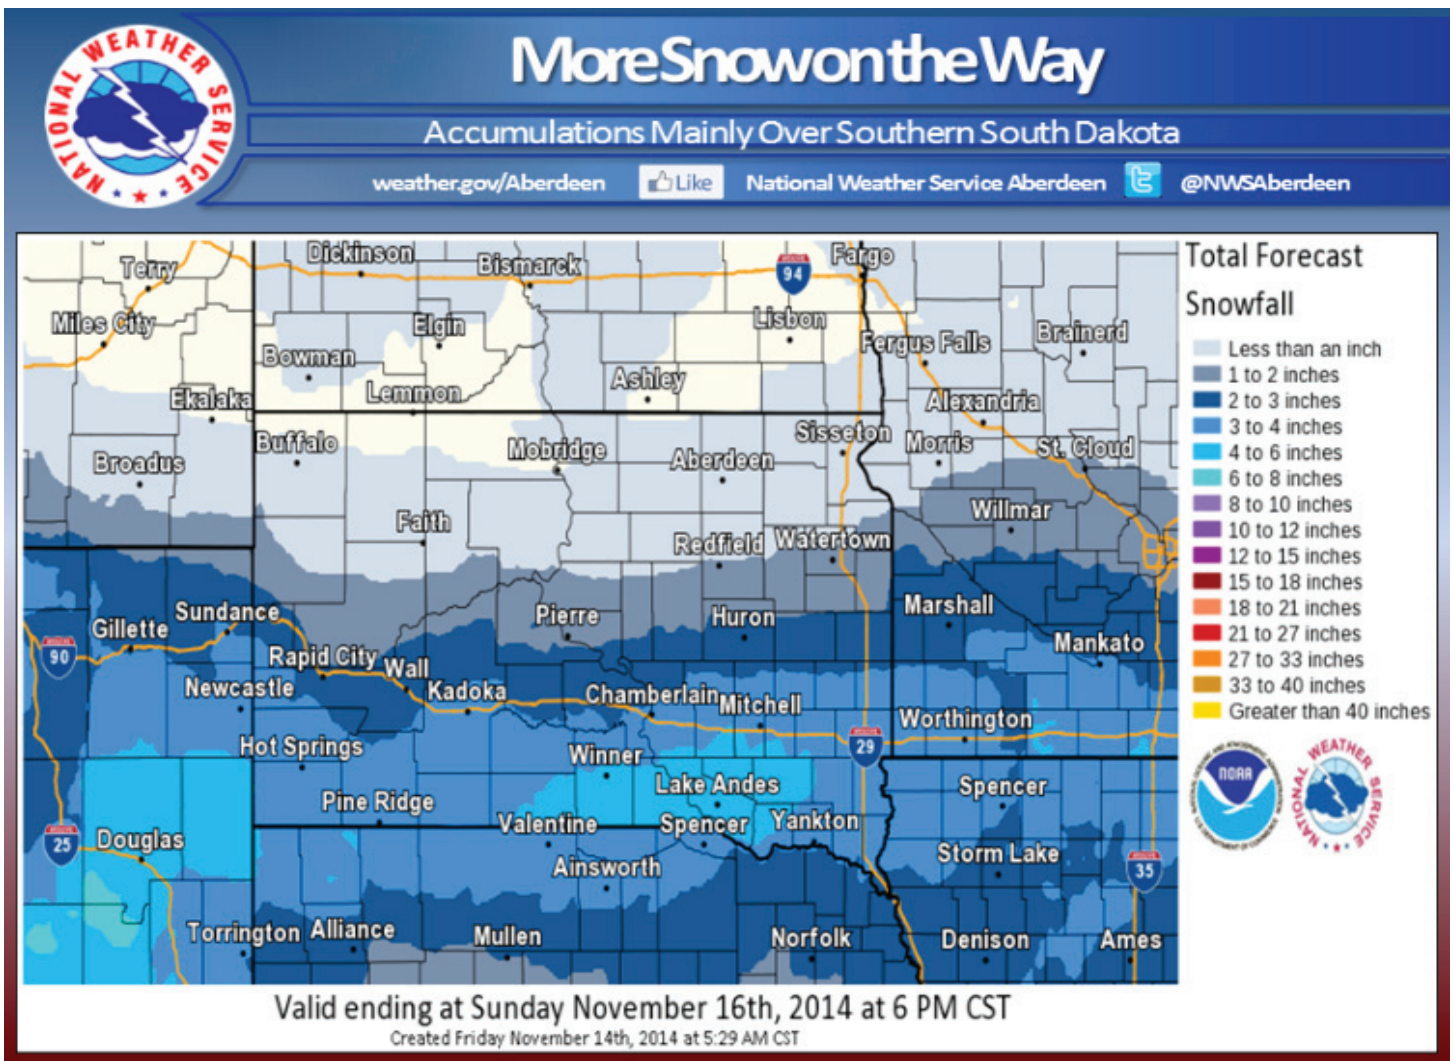 NATIONAL WEATHER SERVICE
More Snow on the Way
Accumulations Mainly Over Southern South Dakota
weather.gov/Aberdeen Like National Weather Service Aberdeen @NWSAberdeen
Terry
Dickinson
Bismarck
94
Fargo
Miles City
Elgin
Lisbon
Brainerd
Bowman
Fergus Falls
Ekalaka
Lemmon
Ashley
Alexandria
Buffalo
Mobridge
Sisseton
Morris
St. Cloud
Broadus
Aberdeen
Faith
Willmar
Redfield
Watertown
Sundance
Gillette
Pierre
Huron
Marshall
90
Rapid City
Wall
Mankato
Newcastle
Kadoka
Chamberlain
Mitchell
Worthington
Hot Springs
Winner
29
Pine Ridge
Lake Andes
Spencer
25
Douglas
Valentine
Spencer
Yankton
Ainsworth
Storm Lake
35
Torrington
Alliance
Mullen
Norfolk
Denison
Ames
Total Forecast
Snowfall
Less than an inch
1 to 2 inches
2 to 3 inches
3 to 4 inches
4 to 6 inches
6 to 8 inches
8 to 10 inches
10 to 12 inches
12 to 15 inches
15 to 18 inches
18 to 21 inches
21 to 27 inches
27 to 33 inches
33 to 40 inches
Greater than 40 inches
NOAA
NATIONAL WEATHER SERVICE
Valid ending at Sunday November 16th, 2014 at 6 PM CST
Created Friday November 14th, 2014 at 5:29 AM CST